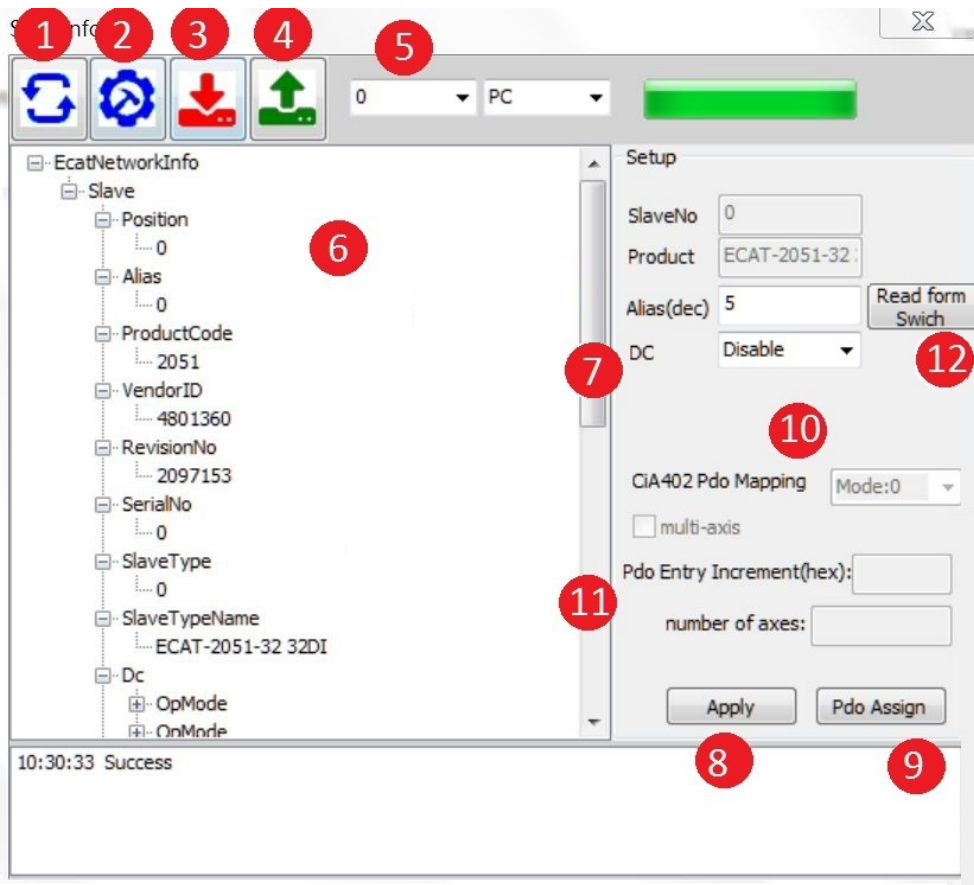 1 2 3 4 5
0 PC
EcatNetworkInfo
Slave
Position
0
Alias
0
ProductCode
2051
VendorID
4801360
RevisionNo
2097153
SerialNo
0
SlaveType
0
SlaveTypeName
ECAT-2051-32 32DI
Dc
OpMode
OpMode
6
7
Setup
SlaveNo 0
Product ECAT-2051-32
Alias(dec) 5 Read form
Swich
DC Disable
12
10
CiA402 Pdo Mapping Mode:0
multi-axis
Pdo Entry Increment(hex):
11
number of axes:
Apply Pdo Assign
8 9
10:30:33 Success